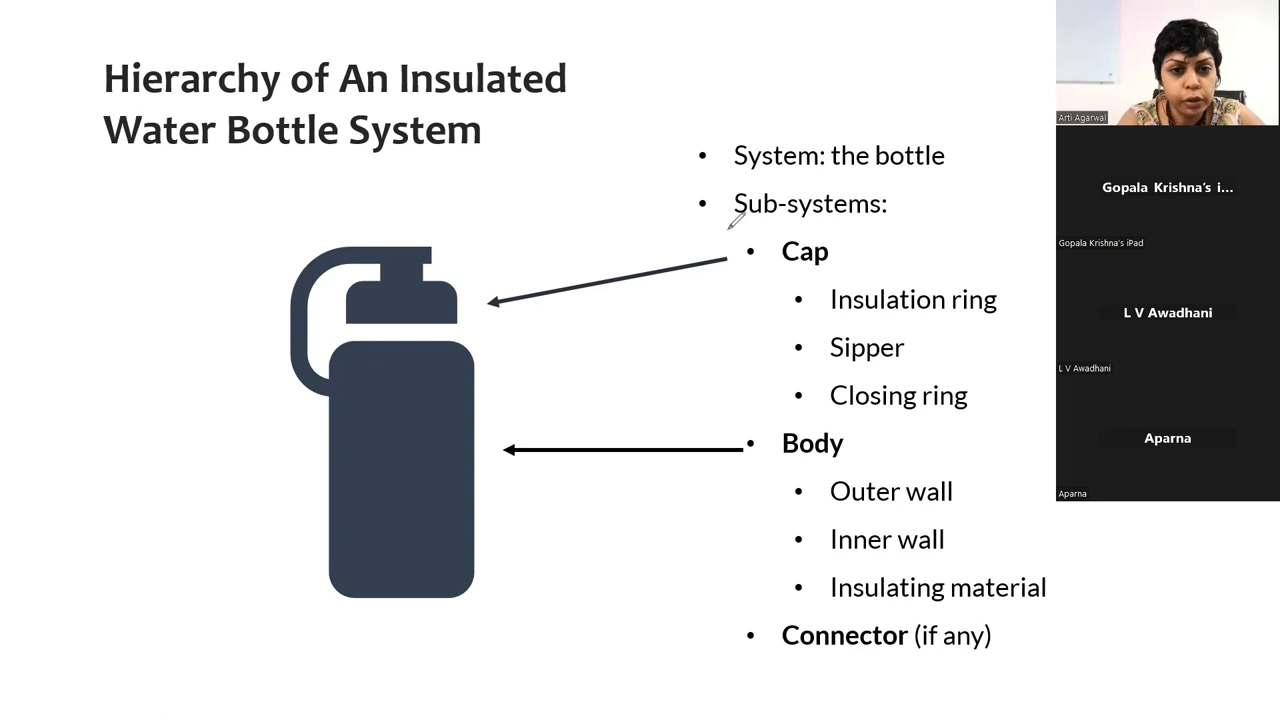 Hierarchy of An Insulated
Water Bottle System
• System: the bottle
• Sub-systems:
• Cap
• Insulation ring
• Sipper
• Closing ring
• Body
• Outer wall
• Inner wall
• Insulating material
• Connector (if any)
Arti Agarwal
Gopala Krishna’s i...
Gopala Krishna’s iPad
L V Awadhani
L V Awadhani
Aparna
Aparna